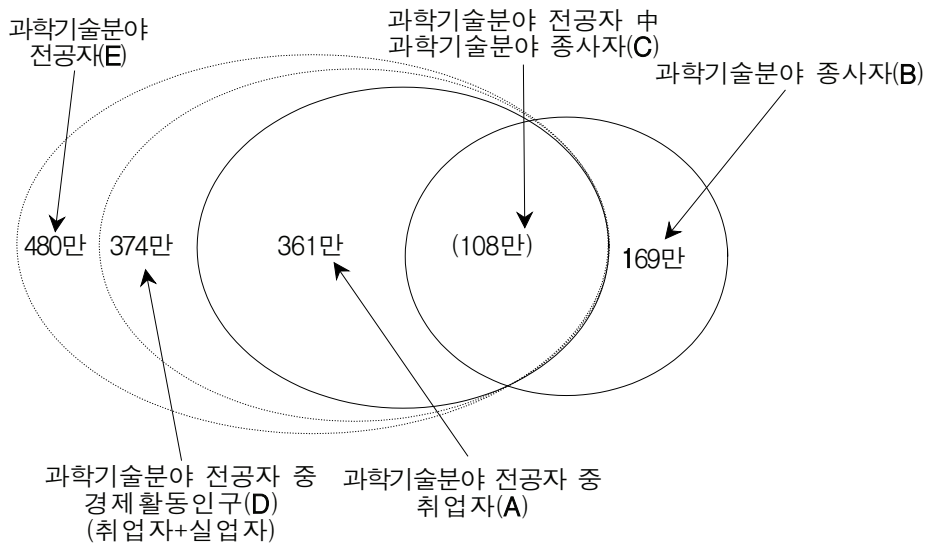 과학기술분야
전공자(E)
과학기술분야 전공자 中
과학기술분야 종사자(C)
과학기술분야 종사자(B)
480만
374만
361만
(108만)
169만
과학기술분야 전공자 중
경제활동인구(D)
(취업자+실업자)
과학기술분야 전공자 중
취업자(A)